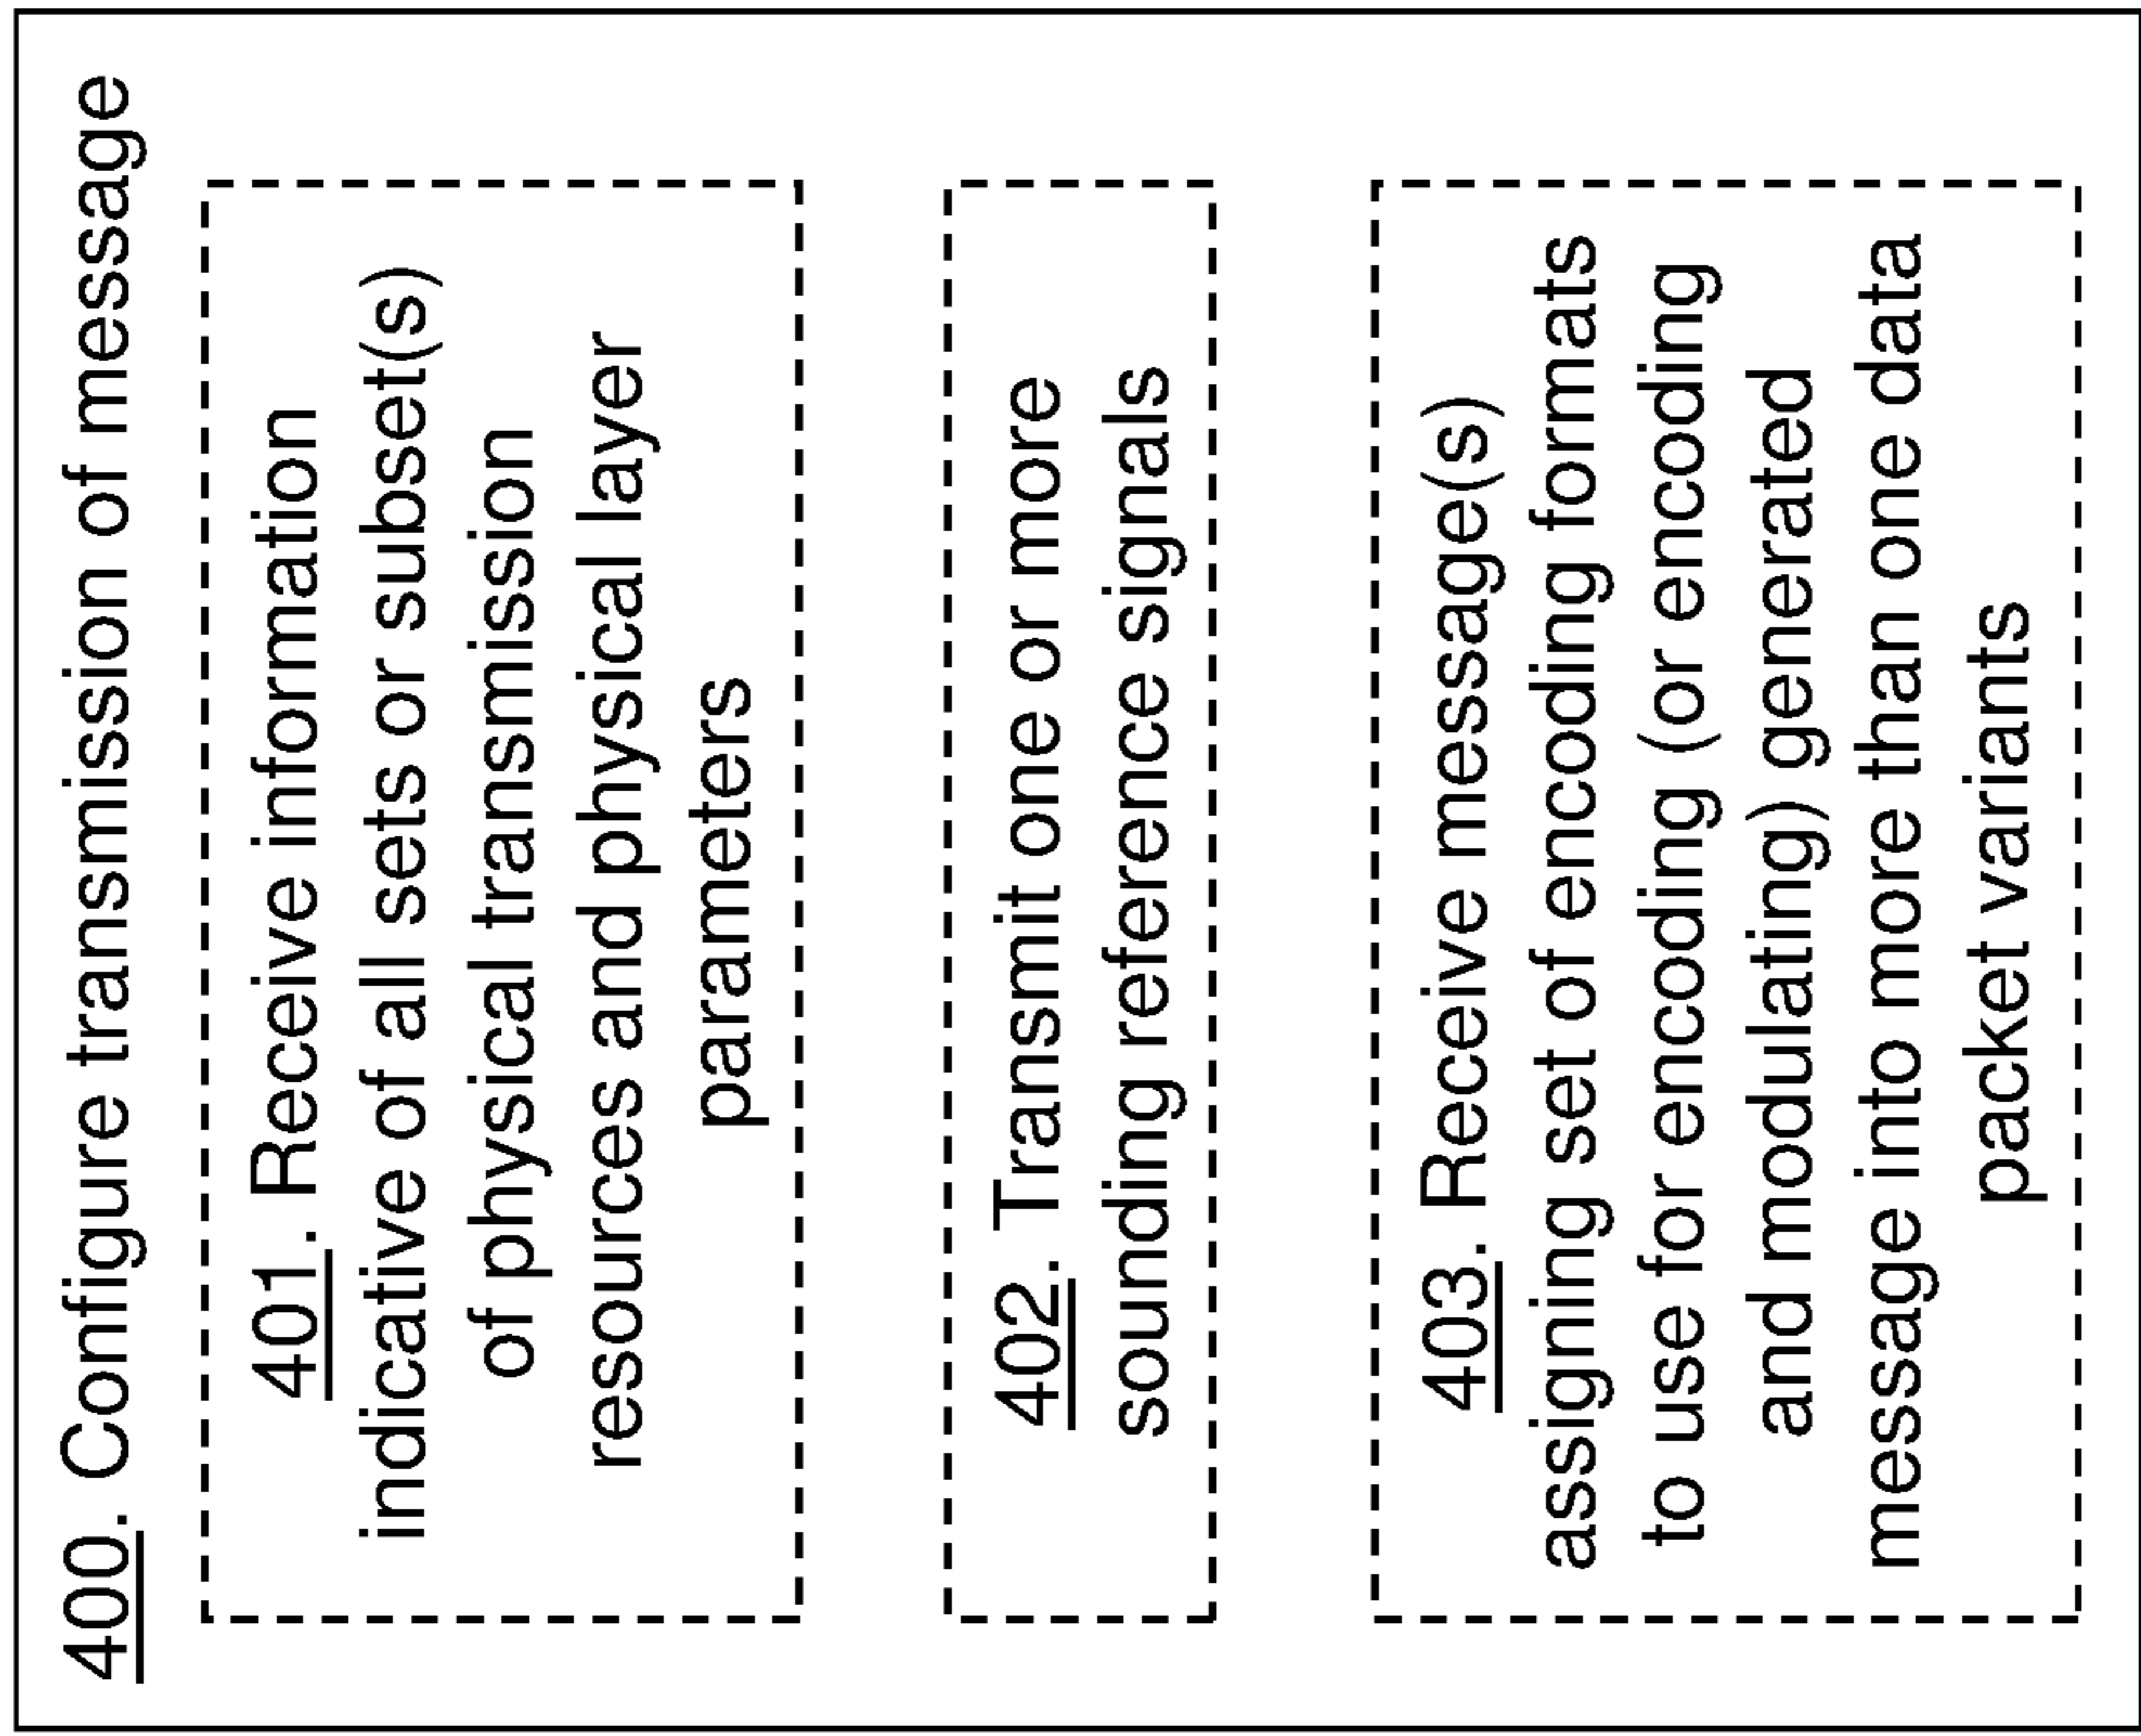 400. Configure transmission of message
401. Receive information
indicative of all sets or subset(s)
of physical transmission
resources and physical layer
parameters
402. Transmit one or more
sounding reference signals
403. Receive message(s)
assigning set of encoding formats
to use for encoding (or encoding
and modulating) generated
message into more than one data
packet variants